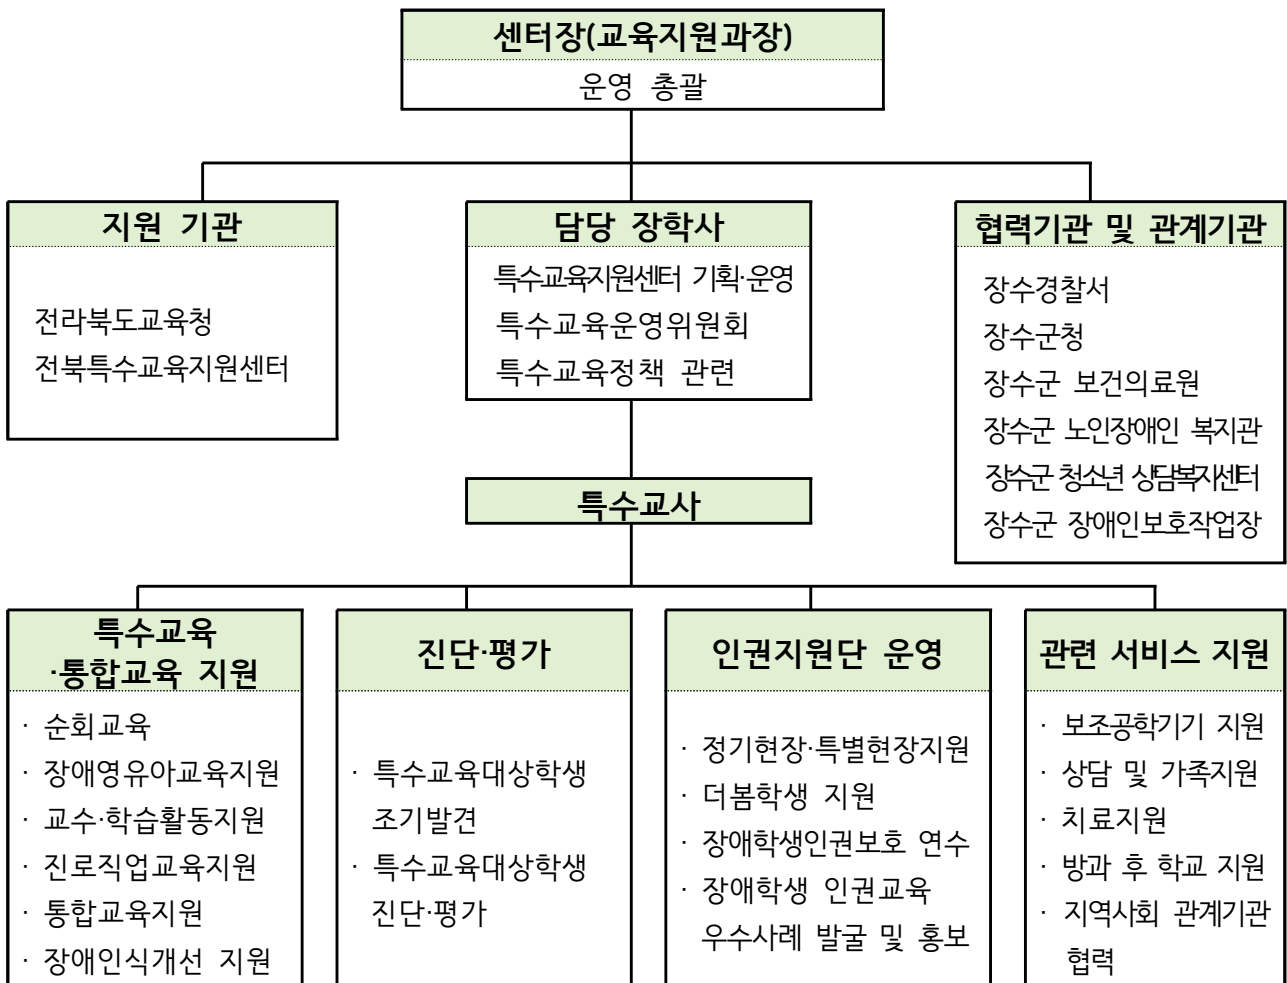 센터장(교육지원과장)
운영 총괄
지원 기관
전라북도교육청
전북특수교육지원센터
담당 장학사
특수교육지원센터 기획·운영
특수교육운영위원회
특수교육정책 관련
협력기관 및 관계기관
장수경찰서
장수군청
장수군 보건의료원
장수군 노인장애인 복지관
장수군 청소년 상담복지센터
장수군 장애인보호작업장
특수교사
특수교육
·통합교육 지원
· 순회교육
· 장애영유아교육지원
· 교수·학습활동지원
· 진로직업교육지원
· 통합교육지원
· 장애인식개선 지원
진단·평가
· 특수교육대상학생
조기발견
· 특수교육대상학생
진단·평가
인권지원단 운영
· 정기현장·특별현장지원
· 더봄학생 지원
· 장애학생인권보호 연수
· 장애학생 인권교육
우수사례 발굴 및 홍보
관련 서비스 지원
· 보조공학기기 지원
· 상담 및 가족지원
· 치료지원
· 방과 후 학교 지원
· 지역사회 관계기관
협력